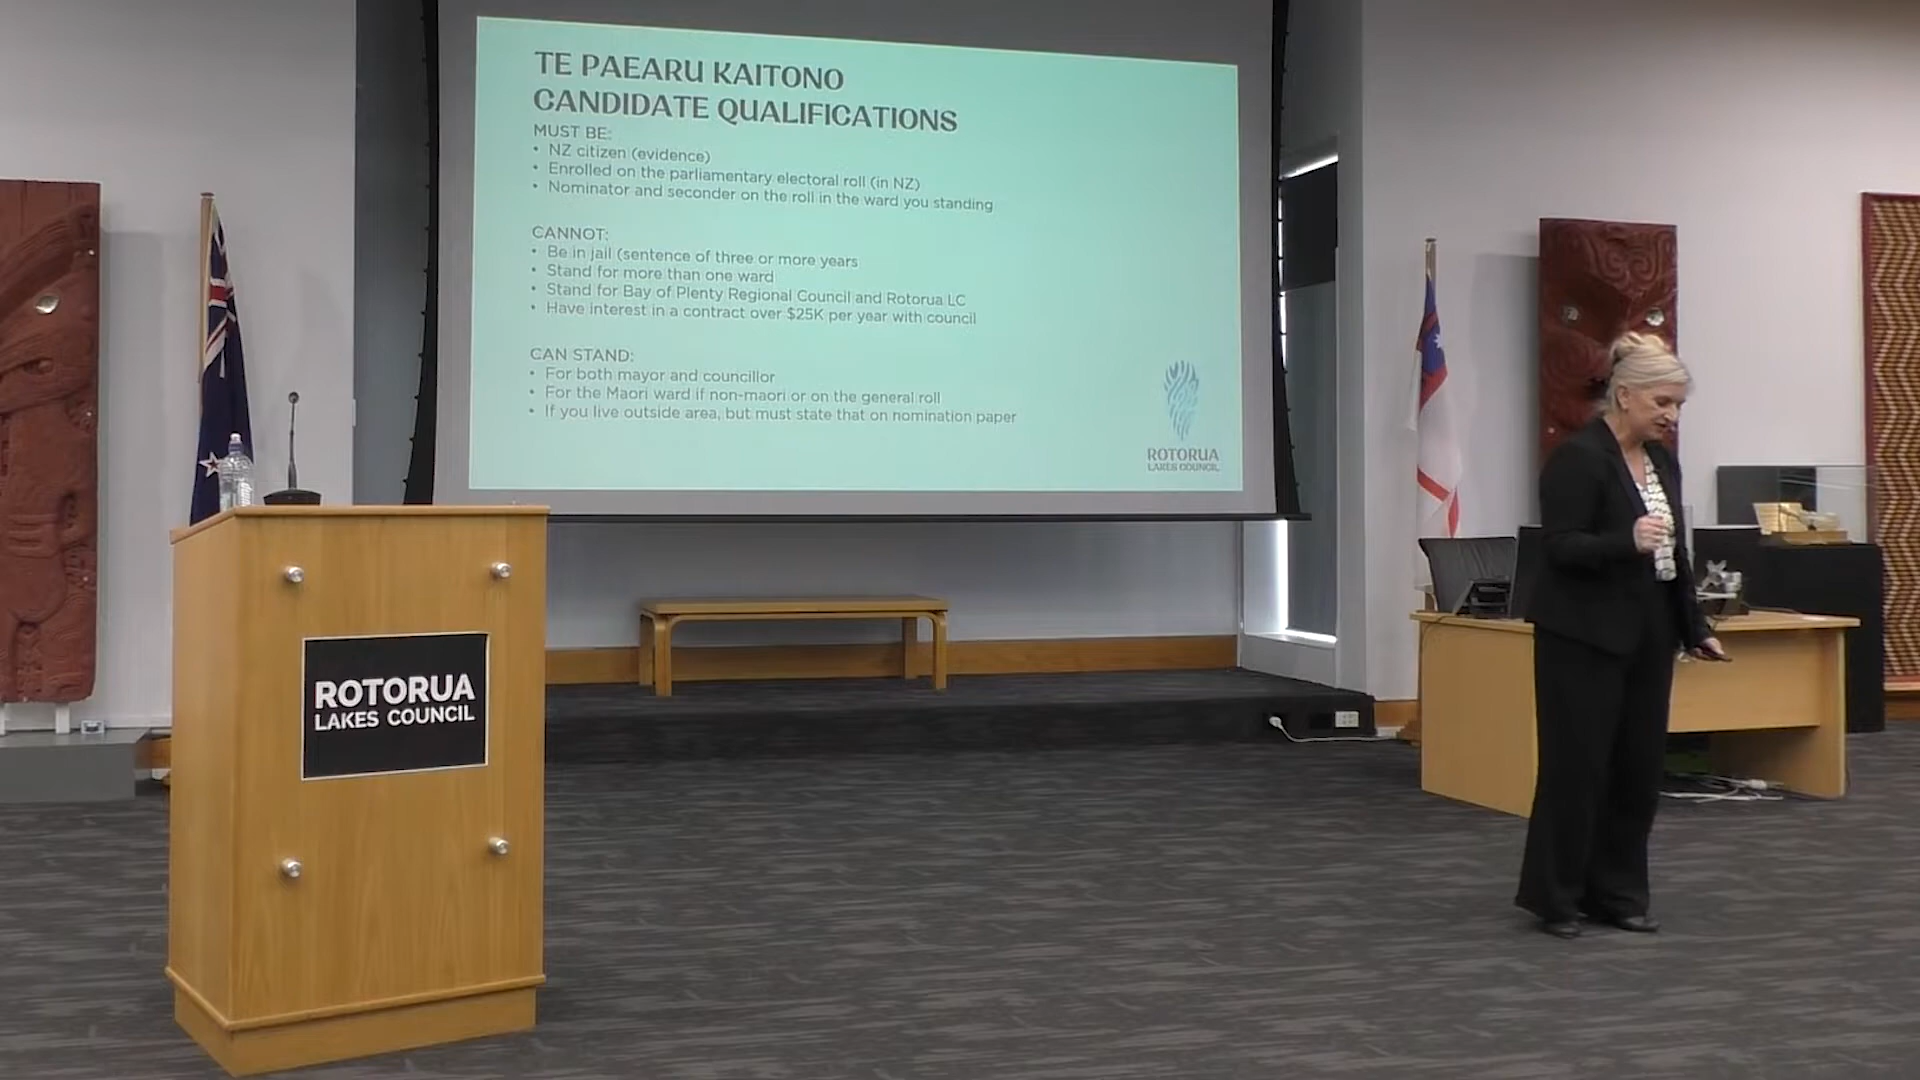 TE PAEARU KAITONO
CANDIDATE QUALIFICATIONS
MUST BE:
• NZ citizen (evidence)
• Enrolled on the parliamentary electoral roll (in NZ)
• Nominator and seconder on the roll in the ward you standing
CANNOT:
• Be in jail (sentence of three or more years
• Stand for more than one ward
• Stand for Bay of Plenty Regional Council and Rotorua LC
• Have interest in a contract over $25K per year with council
CAN STAND:
• For both mayor and councillor
• For the Maori ward if non-maori or on the general roll
• If you live outside area, but must state that on nomination paper
ROTORUA
LAKES COUNCIL
ROTORUA
LAKES COUNCIL